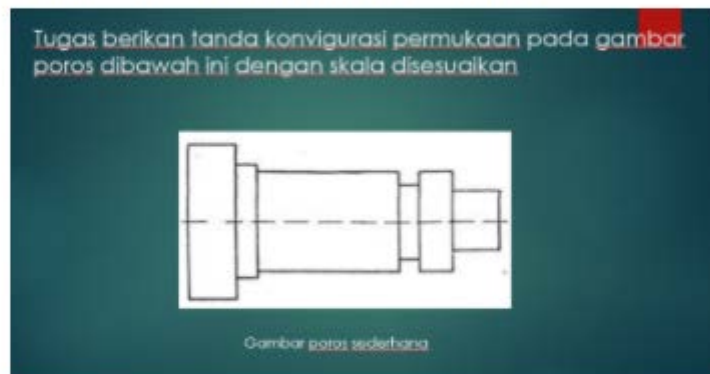 Tugas berikan tanda konvigurasi permukaan pada gambar
poros dibawah ini dengan skala disesuaikan
Gambar poros sederhana